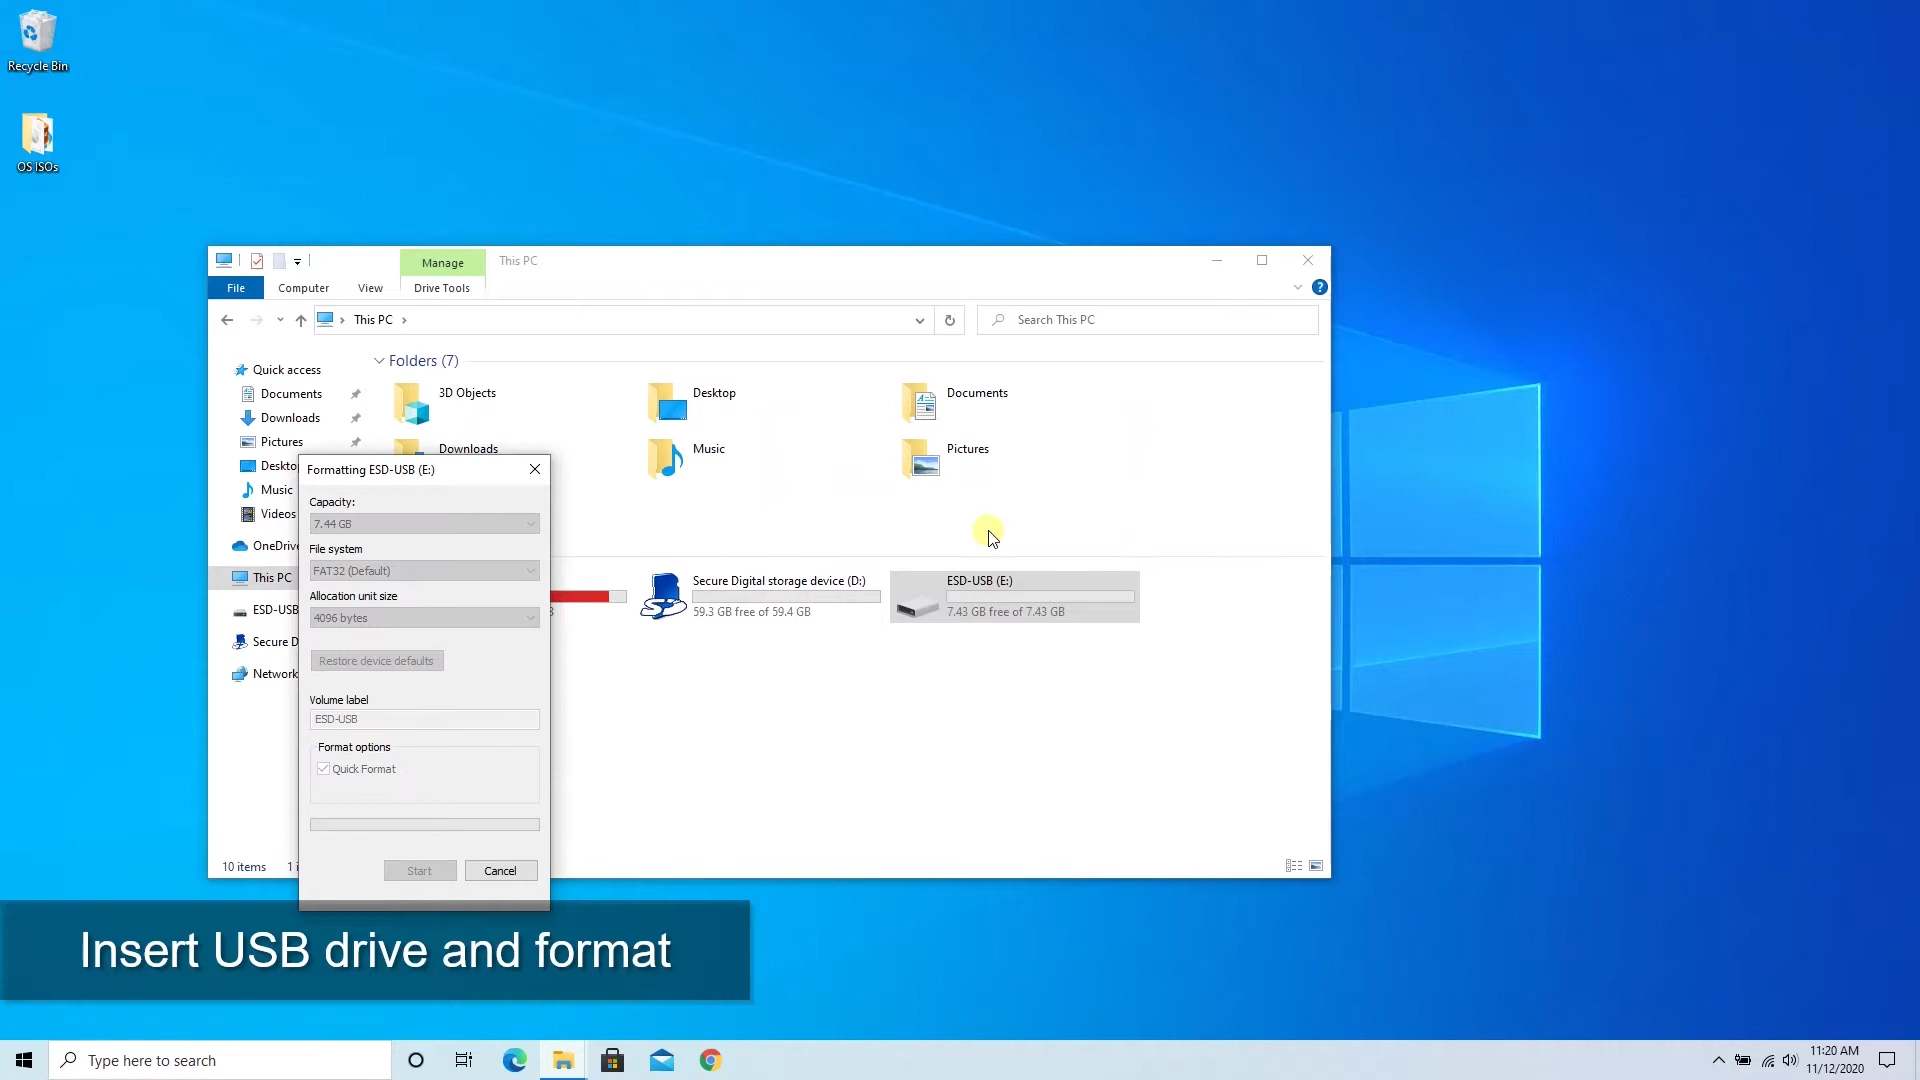 Recycle Bin
OS ISOs
Manage
This PC
File
Computer
View
Drive Tools
This PC
Search This PC
Quick access
Documents
Downloads
Pictures
Desktop
Music
Videos
OneDrive
This PC
ESD-USB
Secure D
Network
Folders (7)
3D Objects
Desktop
Documents
Downloads
Music
Pictures
Secure Digital storage device (D:)
59.3 GB free of 59.4 GB
ESD-USB (E:)
7.43 GB free of 7.43 GB
10 items
Formatting ESD-USB (E:)
Capacity:
7.44 GB
File system
FAT32 (Default)
Allocation unit size
4096 bytes
Restore device defaults
Volume label
ESD-USB
Format options
Quick Format
Start
Cancel
Insert USB drive and format
Type here to search
11:20 AM
11/12/2020